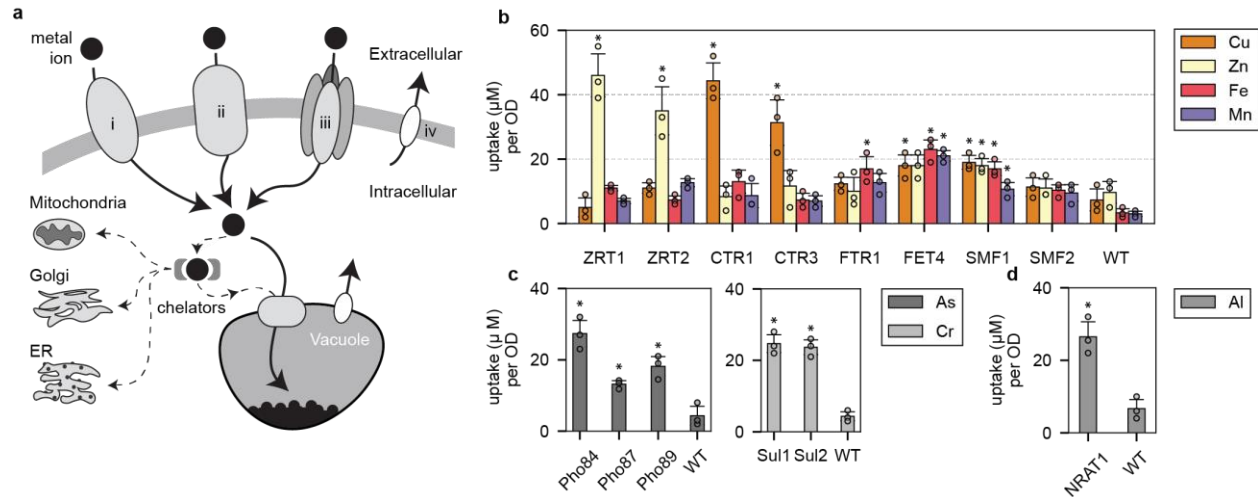 a
metal
ion
Extracellular
i
ii
iii
iv
Intracellular
Mitochondria
Golgi
chelators
ER
Vacuole
b
60
40
20
0
uptake (µM)
per OD
* * * * * * * * * * * * *
ZRT1 ZRT2 CTR1 CTR3 FTR1 FET4 SMF1 SMF2 WT
Cu
Zn
Fe
Mn
c
40
20
0
uptake (µ M)
per OD
* * *
Pho84 Pho87 Pho89 WT
40
20
0
* *
Sul1 Sul2 WT
As
Cr
d
40
20
0
uptake (µM)
per OD
*
NRAT1 WT
Al